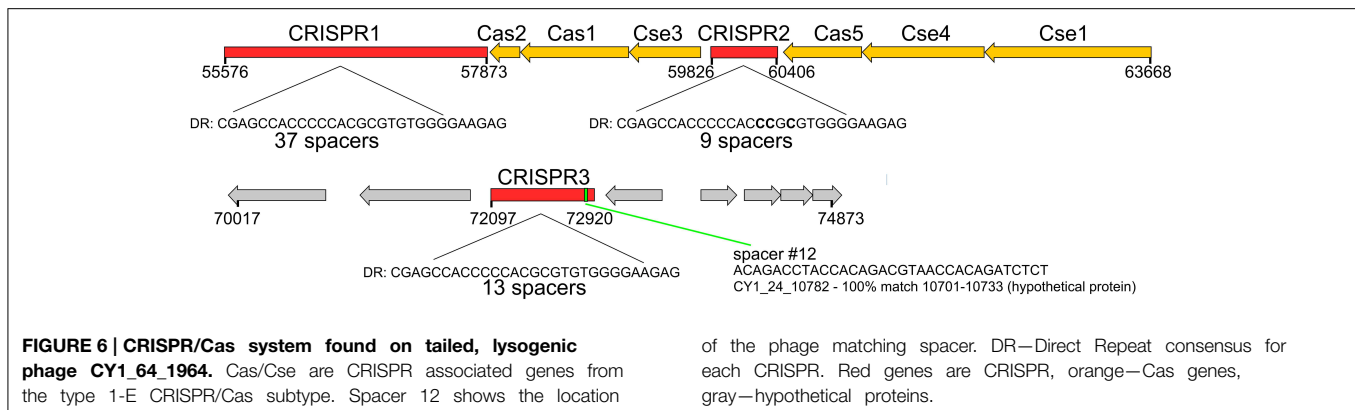 CRISPR1 Cas2 Cas1 Cse3 CRISPR2 Cas5 Cse4 Cse1
55576 57873 59826 60406 63668
DR: CGAGCCACCCCCACGCGTGTGGGGAAGAG
37 spacers
DR: CGAGCCACCCCCACCCGCGTGGGGAAGAG
9 spacers
CRISPR3
70017 72097 72920 74873
DR: CGAGCCACCCCCACGCGTGTGGGGAAGAG
13 spacers
spacer #12
ACAGACCTACCACAGACGTAACCACAGATCTCT
CY1_24_10782 - 100% match 10701-10733 (hypothetical protein)
FIGURE 6 | CRISPR/Cas system found on tailed, lysogenic
phage CY1_64_1964. Cas/Cse are CRISPR associated genes from
the type 1-E CRISPR/Cas subtype. Spacer 12 shows the location
of the phage matching spacer. DR—Direct Repeat consensus for
each CRISPR. Red genes are CRISPR, orange—Cas genes,
gray—hypothetical proteins.